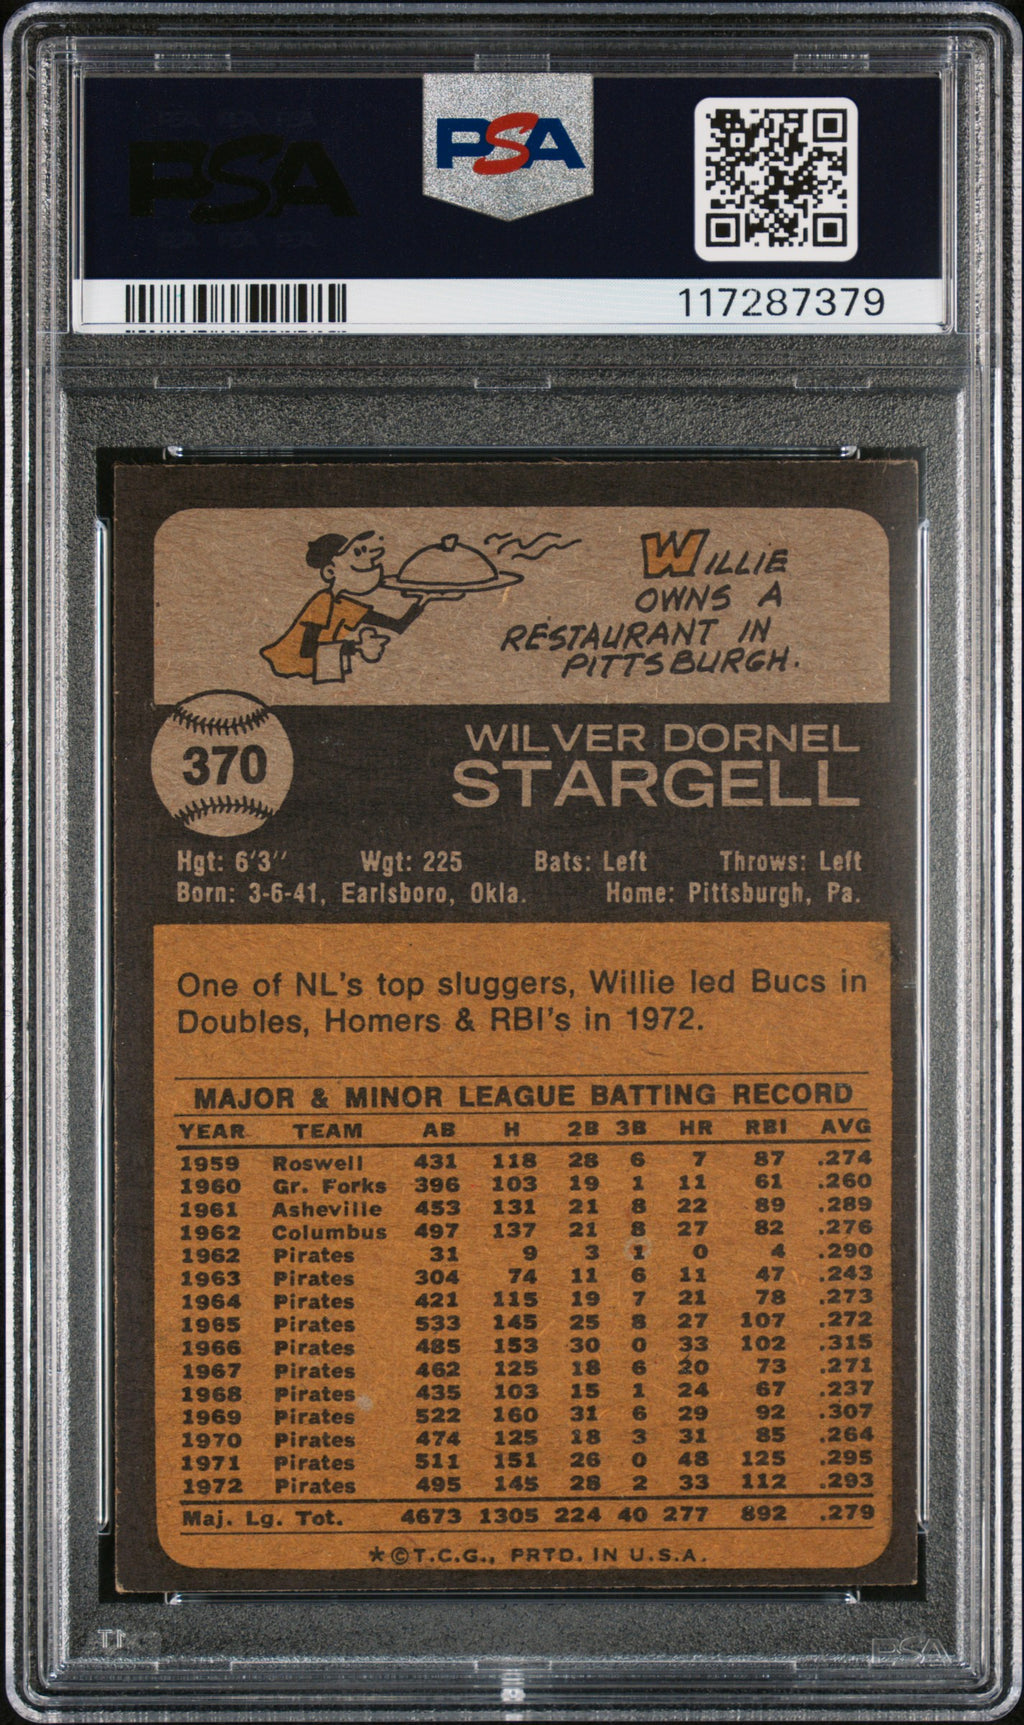 PSA
PSA
117287379
WILLIE
OWNS A
RESTAURANT IN
PITTSBURGH.
370
WILVER DORNEL
STARGELL
Hgt: 6'3" Wgt: 225 Bats: Left Throws: Left
Born: 3-6-41, Earlsboro, Okla. Home: Pittsburgh, Pa.
One of NL's top sluggers, Willie led Bucs in
Doubles, Homers & RBI's in 1972.
MAJOR & MINOR LEAGUE BATTING RECORD
YEAR TEAM AB H 2B 3B HR RBI AVG
1959 Roswell 431 118 28 6 7 87 .274
1960 Gr. Forks 396 103 19 1 11 61 .260
1961 Asheville 453 131 21 8 22 89 .289
1962 Columbus 497 137 21 8 27 82 .276
1962 Pirates 31 9 3 1 0 4 .290
1963 Pirates 304 74 11 6 11 47 .243
1964 Pirates 421 115 19 7 21 78 .273
1965 Pirates 533 145 25 8 27 107 .272
1966 Pirates 485 153 30 0 33 102 .315
1967 Pirates 462 125 18 6 20 73 .271
1968 Pirates 435 103 15 1 24 67 .237
1969 Pirates 522 160 31 6 29 92 .307
1970 Pirates 474 125 18 3 31 85 .264
1971 Pirates 511 151 26 0 48 125 .295
1972 Pirates 495 145 28 2 33 112 .293
Maj. Lg. Tot. 4673 1305 224 40 277 892 .279
*©T.C.G., PRTD. IN U.S.A.
PSA